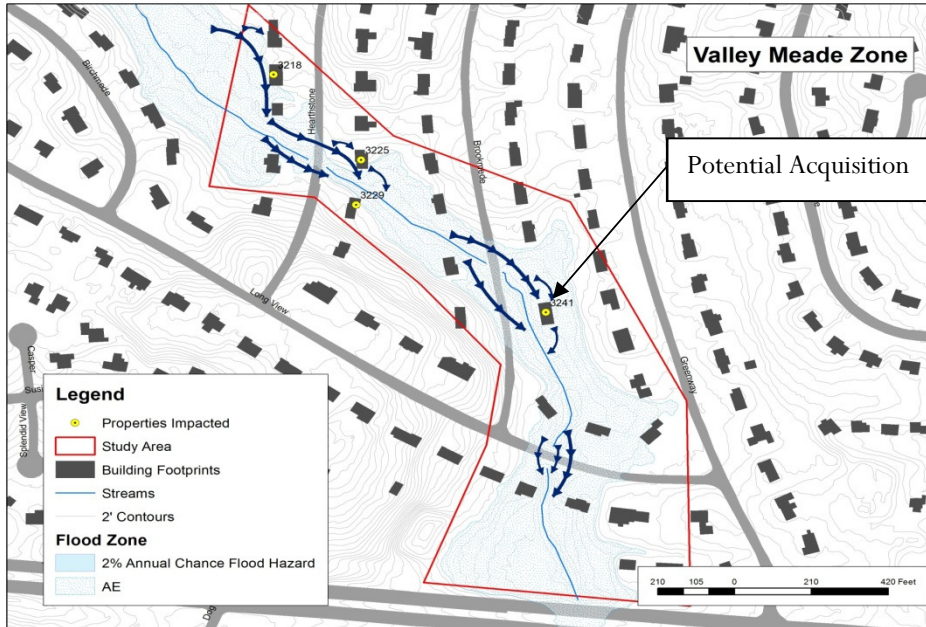 Valley Meade Zone
Birchmede
3218
Hearthstone
3225
Brookmede
Potential Acquisition
3229
3241
Long View
Greenway
Casper
Splendid View
Legend
Properties Impacted
Study Area
Building Footprints
Streams
2' Contours
Flood Zone
2% Annual Chance Flood Hazard
AE
210 105 0 210 420 Feet